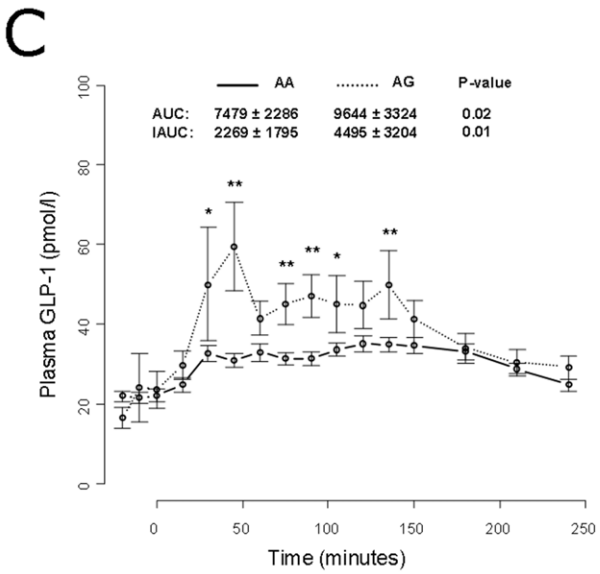 C
AA AG P-value
AUC: 7479 ± 2286 9644 ± 3324 0.02
IAUC: 2269 ± 1795 4495 ± 3204 0.01
100
80
60
40
20
0
Plasma GLP-1 (pmol/l)
* ** ** ** * **
0 50 100 150 200 250
Time (minutes)